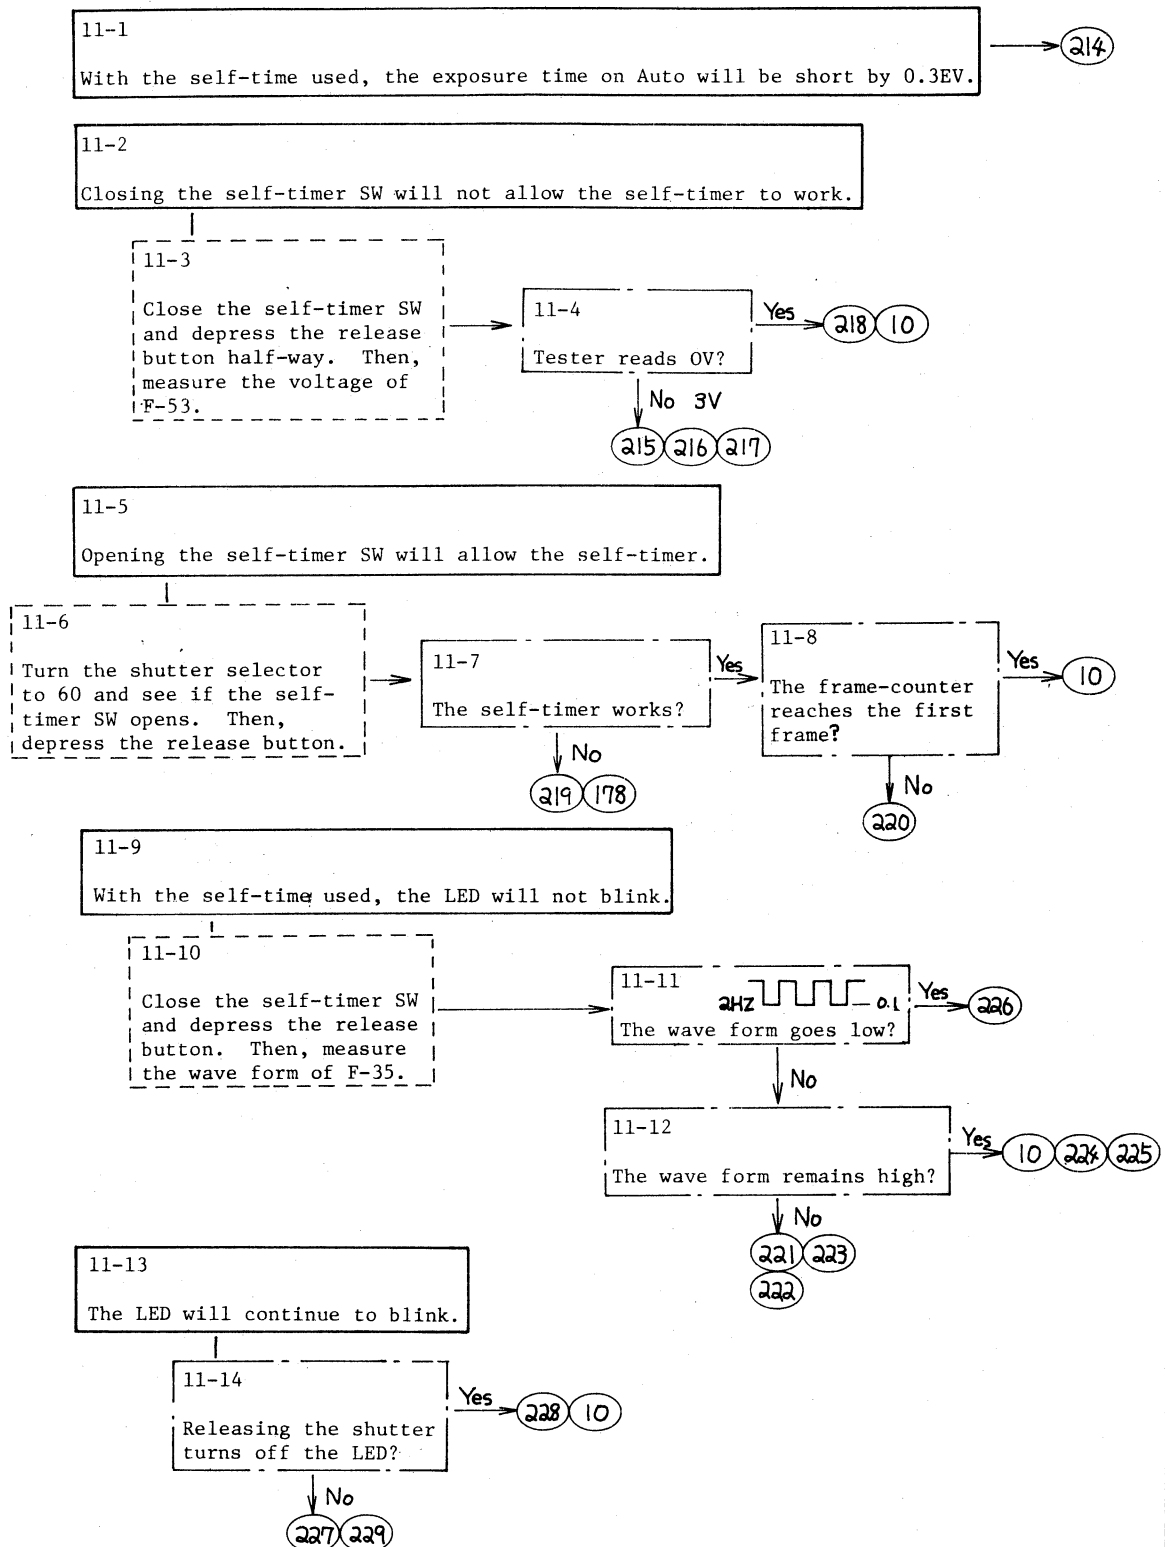 11-1
With the self-time used, the exposure time on Auto will be short by 0.3EV.
214
11-2
Closing the self-timer SW will not allow the self-timer to work.
11-3
Close the self-timer SW
and depress the release
button half-way. Then,
measure the voltage of
F-53.
11-4
Tester reads 0V?
Yes
218 10
No 3V
215 216 217
11-5
Opening the self-timer SW will allow the self-timer.
11-6
Turn the shutter selector
to 60 and see if the self-
timer SW opens. Then,
depress the release button.
11-7
The self-timer works?
Yes
No
219 178
11-8
The frame-counter
reaches the first
frame?
Yes
10
No
220
11-9
With the self-time used, the LED will not blink.
11-10
Close the self-timer SW
and depress the release
button. Then, measure
the wave form of F-35.
11-11
2HZ 0.1
The wave form goes low?
Yes
226
No
11-12
The wave form remains high?
Yes
10 224 225
No
221 223
222
11-13
The LED will continue to blink.
11-14
Releasing the shutter
turns off the LED?
Yes
228 10
No
227 229